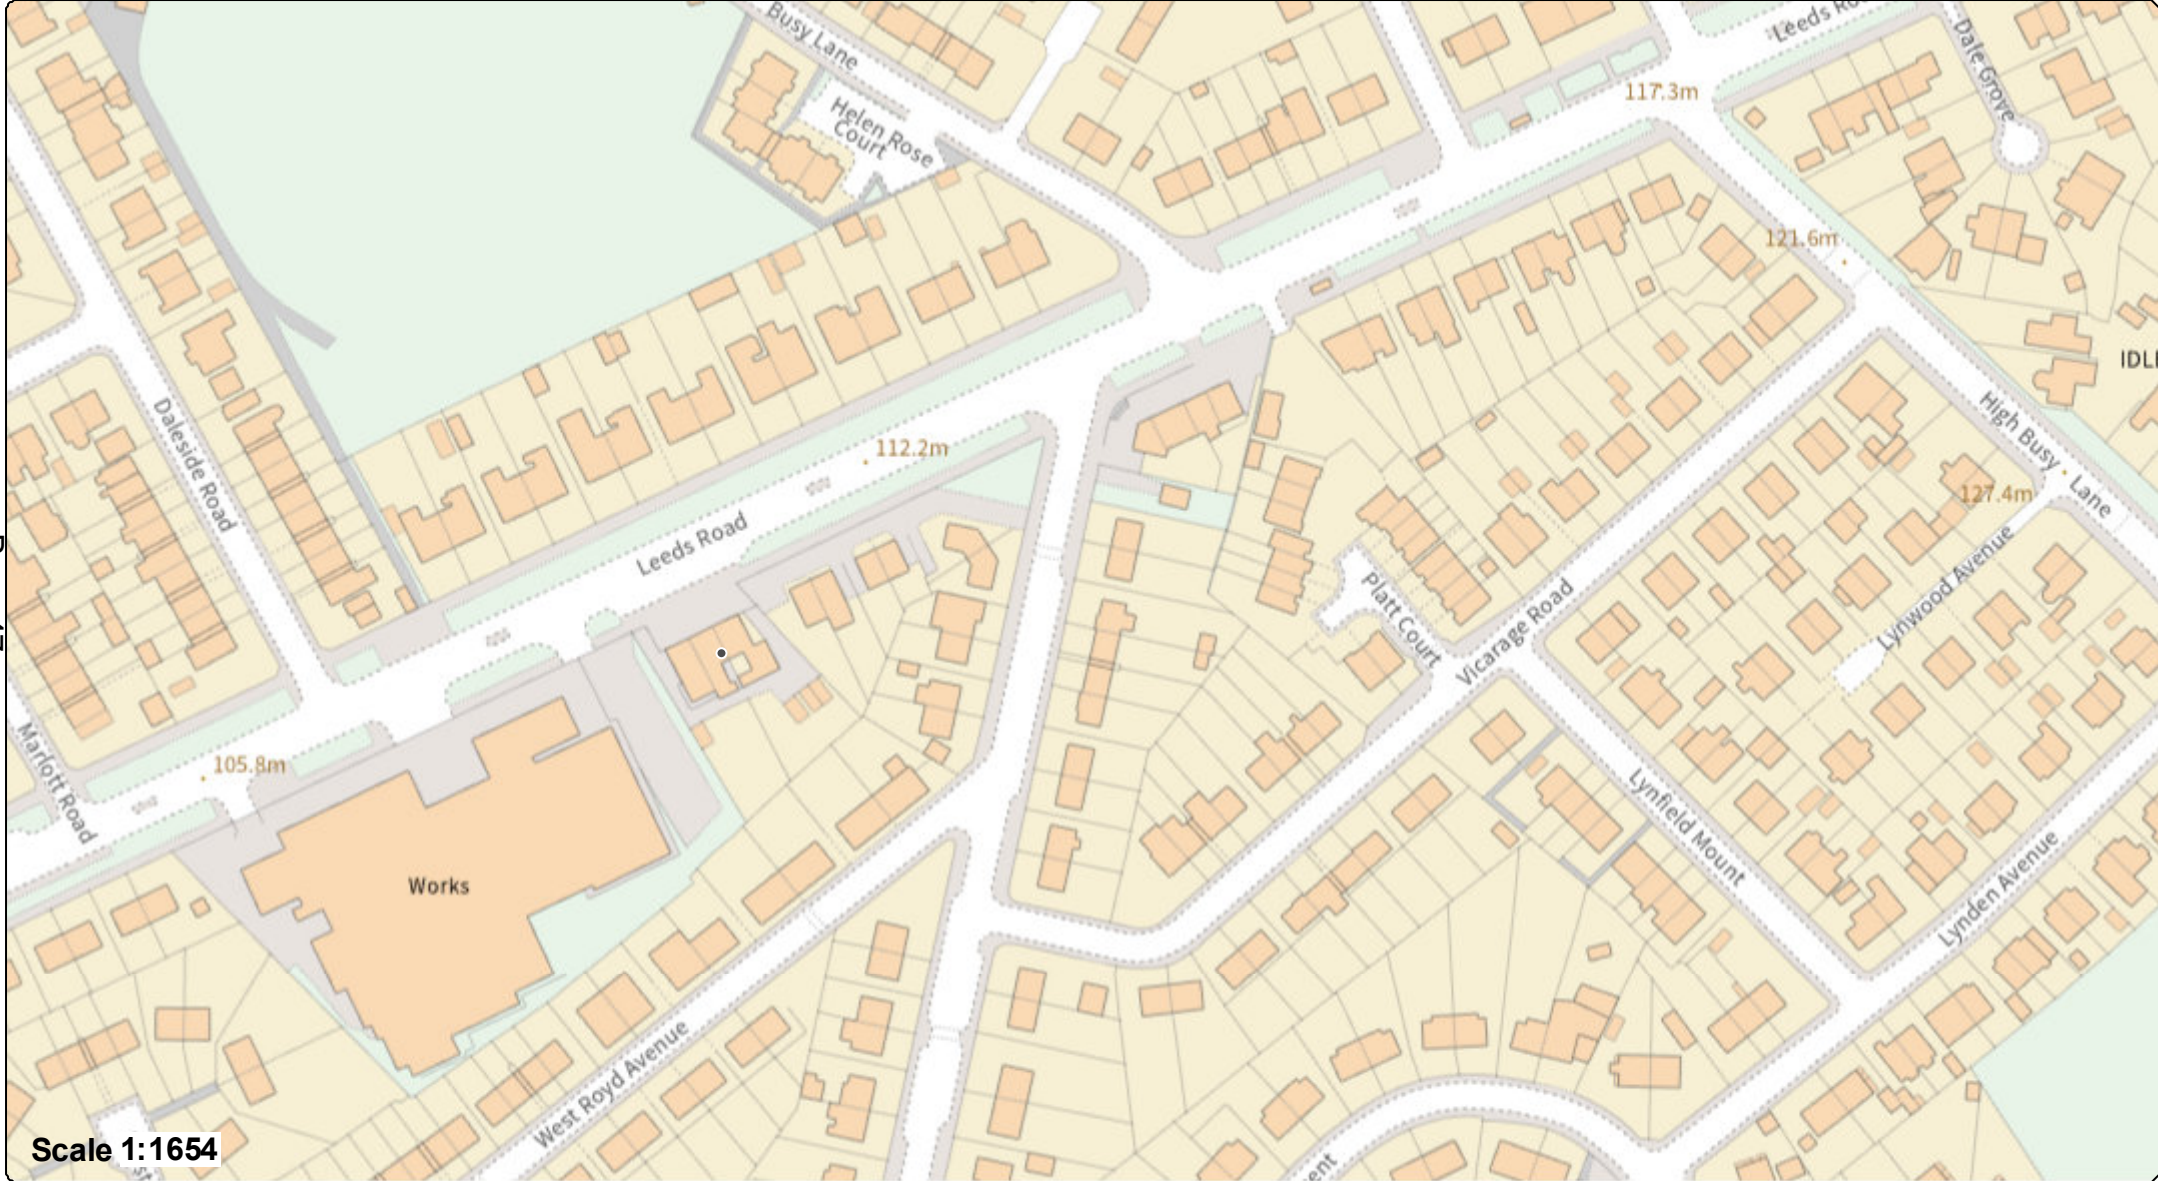 Busy Lane
Leeds Ro
Dale Grove
117.3m
Helen Rose
Court
121.6m
IDL
Daleside Road
112.2m
High Busy Lane
127.4m
Leeds Road
Platt Court
Vicarage Road
Lynwood Avenue
Marlott Road
105.8m
Works
Lynfield Mount
Lynden Avenue
West Royd Avenue
Scale 1:1654
st
ent